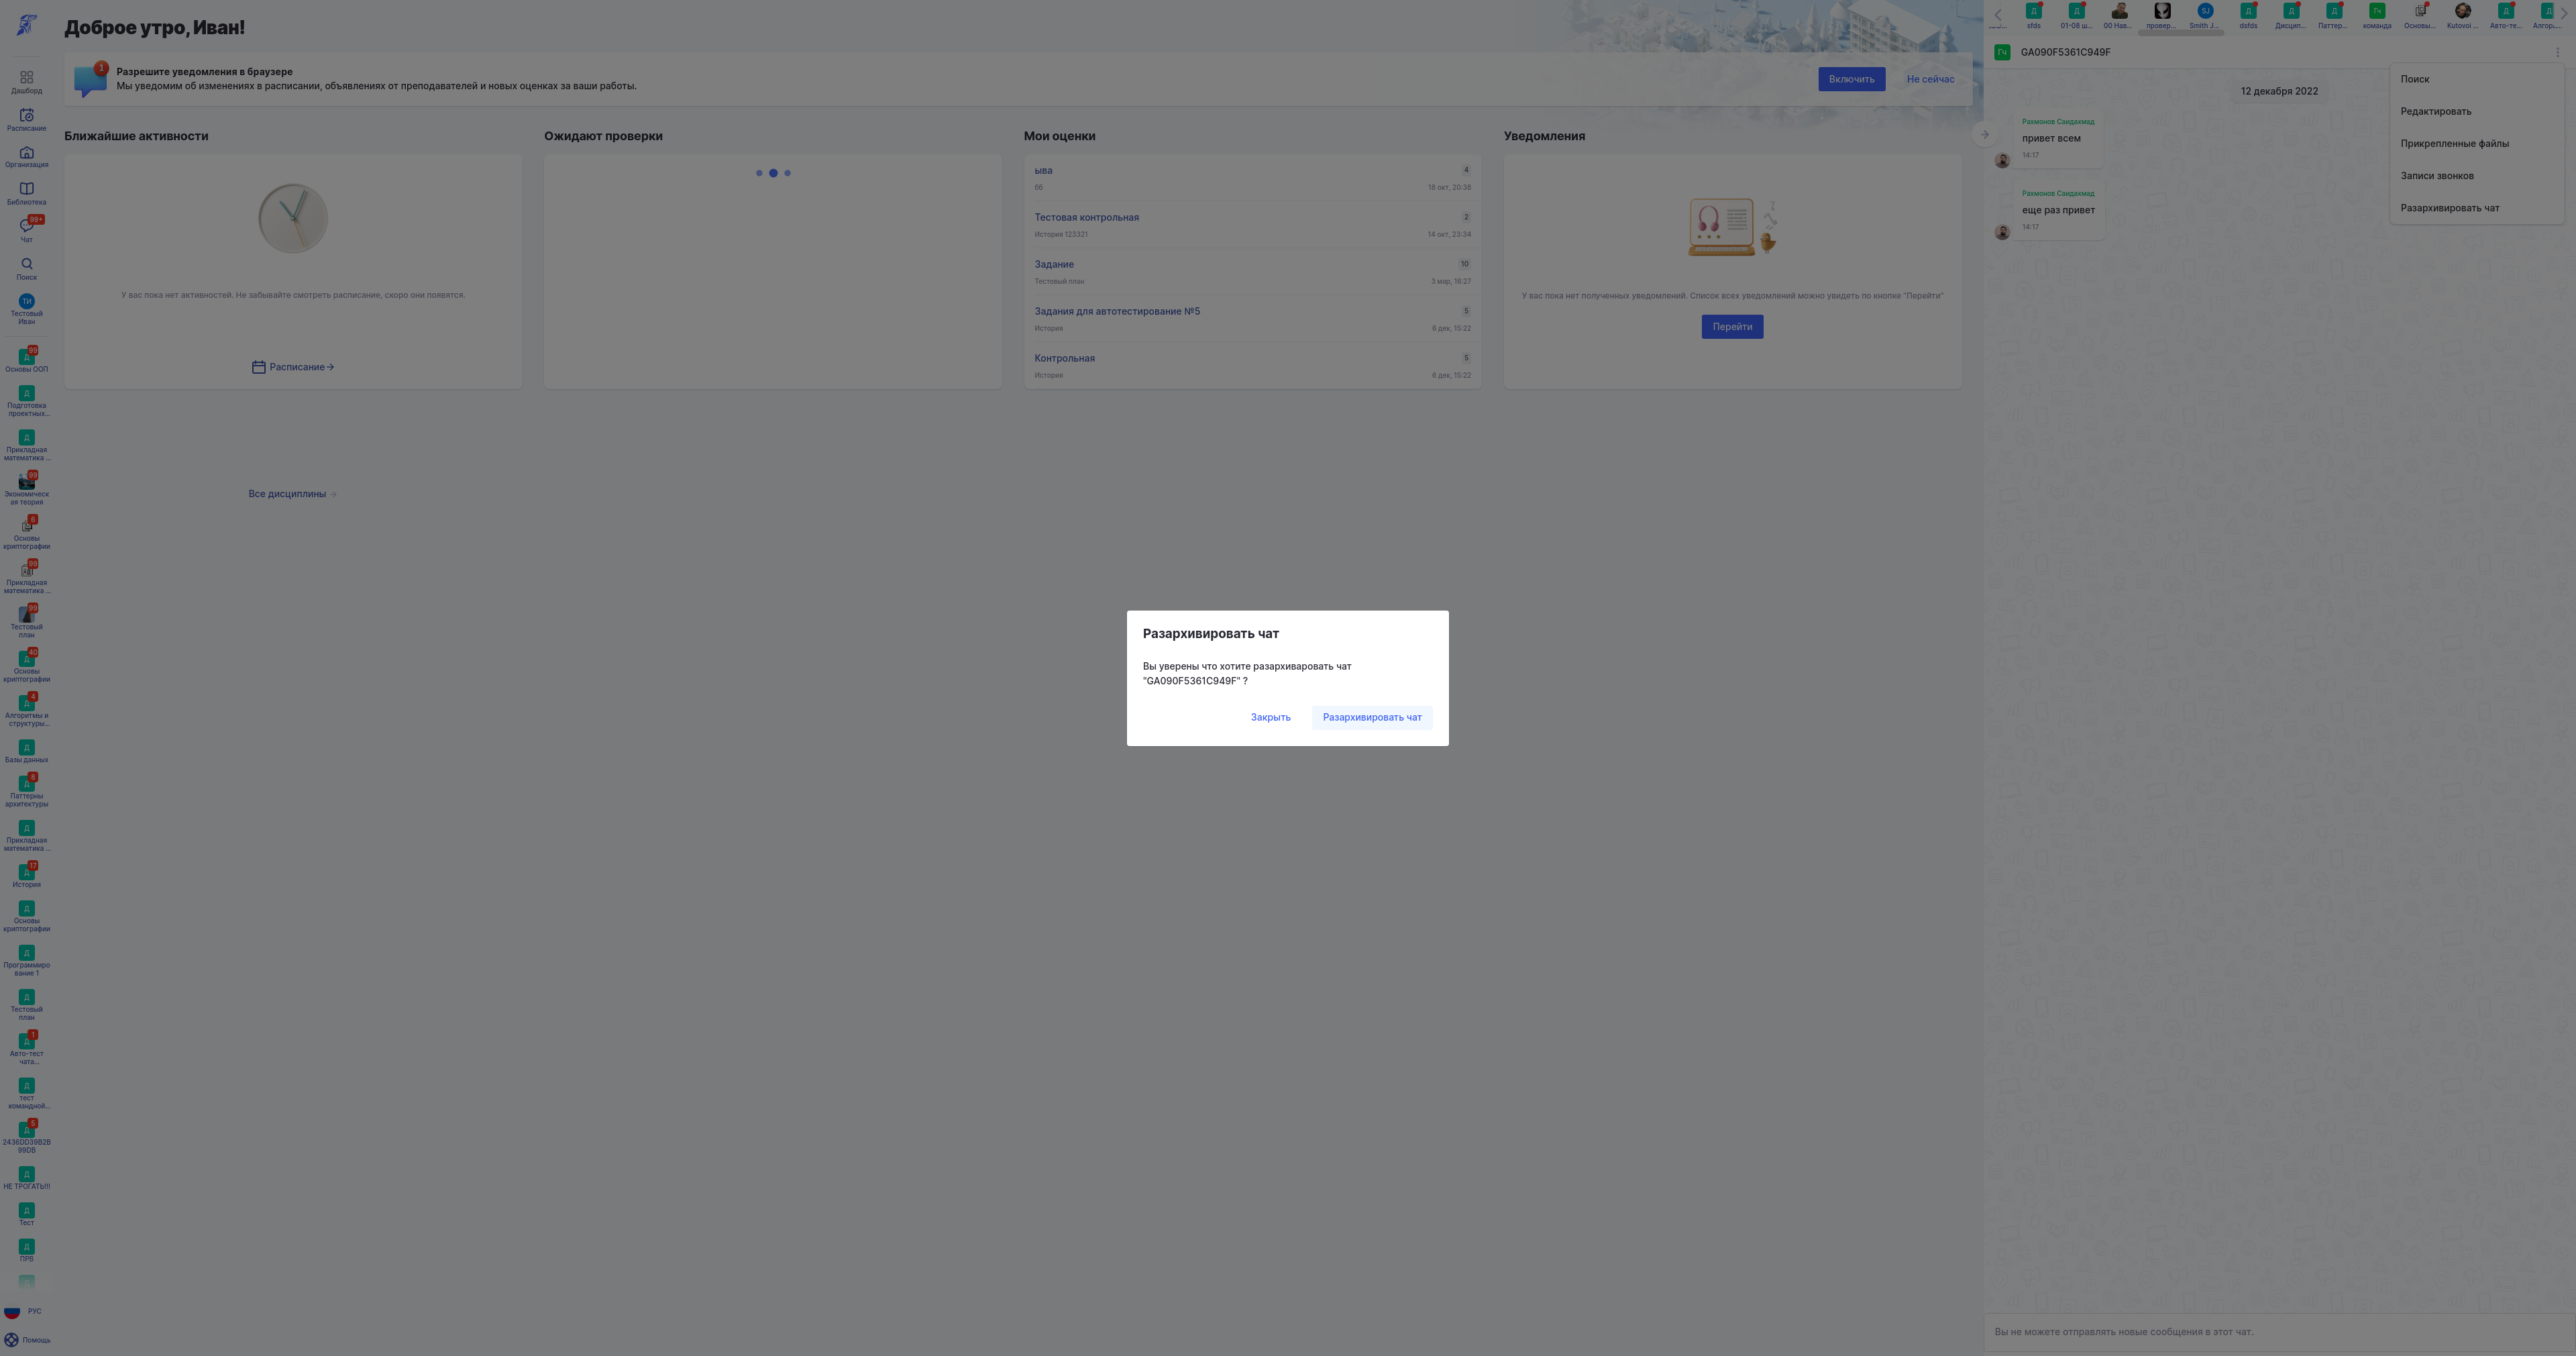 Доброе утро, Иван!
1
Разрешите уведомления в браузере
Мы уведомим об изменениях в расписании, объявлениях от преподавателей и новых оценках за ваши работы.
Включить
Не сейчас
Дашборд
Расписание
Организация
Библиотека
99+
Чат
Поиск
ТИ
Тестовый
Иван
99
Д
Основы ООП
Д
Подготовка
проектных...
Д
Прикладная
математика ...
99
Экономическ
ая теория
6
Основы
криптографии
99
Прикладная
математика ...
99
Тестовый
план
40
Д
Основы
криптографии
4
Д
Алгоритмы и
структуры...
Д
Базы данных
8
Д
Паттерны
архитектуры
Д
Прикладная
математика ...
17
Д
История
Д
Основы
криптографии
Д
Программиро
вание 1
Д
Тестовый
план
1
Д
Авто-тест
чата...
Д
тест
командной...
5
Д
2436DD39B2B
99DB
Д
НЕ ТРОГАТЬ!!!
Д
Тест
Д
ПРБ
Д
РУС
Помощь
Ближайшие активности
У вас пока нет активностей. Не забывайте смотреть расписание, скоро они появятся.
Расписание
Все дисциплины
Ожидают проверки
Мои оценки
ыва
4
бб
18 окт, 20:38
Тестовая контрольная
2
История 123321
14 окт, 23:34
Задание
10
Тестовый план
3 мар, 16:27
Задания для автотестирование №5
5
История
6 дек, 15:22
Контрольная
5
История
6 дек, 15:22
Уведомления
У вас пока нет полученных уведомлений. Список всех уведомлений можно увидеть по кнопке "Перейти"
Перейти
Разархивировать чат
Вы уверены что хотите разархиваровать чат
"GA090F5361C949F" ?
Закрыть
Разархивировать чат
Д Д SJ Д Д Д Гч Д Д
sfds 01-08 ш... 00 Нав... провер... Smith J... dsfds Дисцип... Паттер... команда Основы... Kutovoi ... Авто-те... Алгор...
Гч
GA090F5361C949F
Поиск
Редактировать
Прикрепленные файлы
Записи звонков
Разархивировать чат
12 декабря 2022
Рахмонов Саидахмад
привет всем
14:17
Рахмонов Саидахмад
еще раз привет
14:17
Вы не можете отправлять новые сообщения в этот чат.